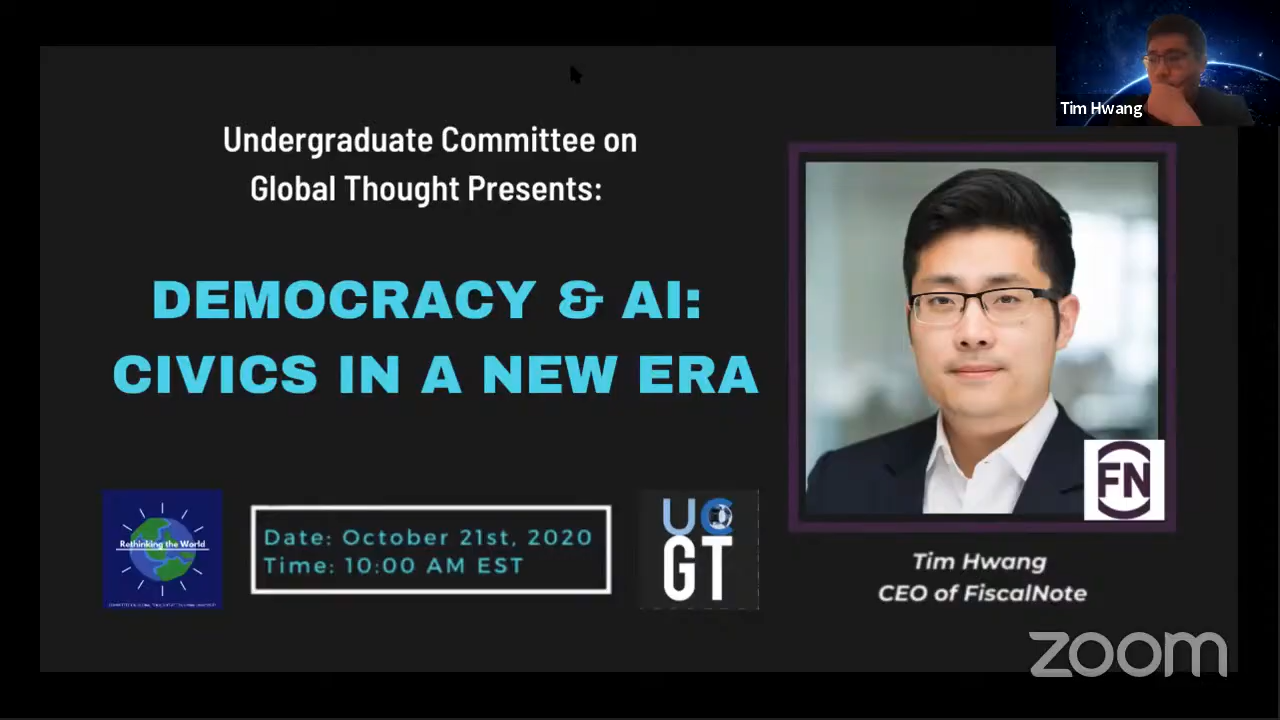 Tim Hwang
Undergraduate Committee on
Global Thought Presents:
DEMOCRACY & AI:
CIVICS IN A NEW ERA
FN
Rethinking the World
Date: October 21st, 2020
Time: 10:00 AM EST
UC
GT
Tim Hwang
CEO of FiscalNote
zoom